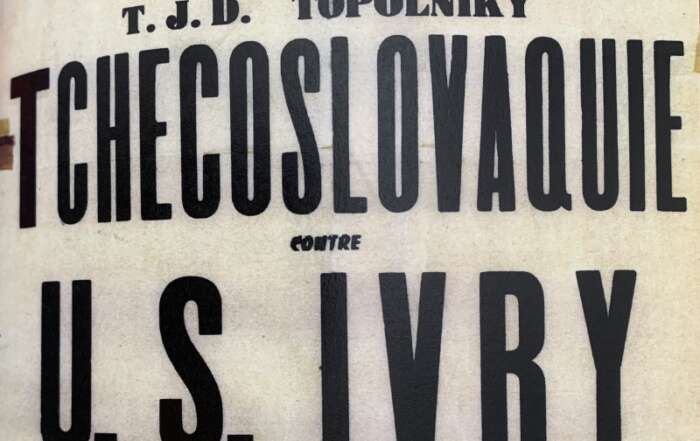 T. J. D. TOPOLNIKY
TCHECOSLOVAQUIE
CONTRE
U. S. IVRY